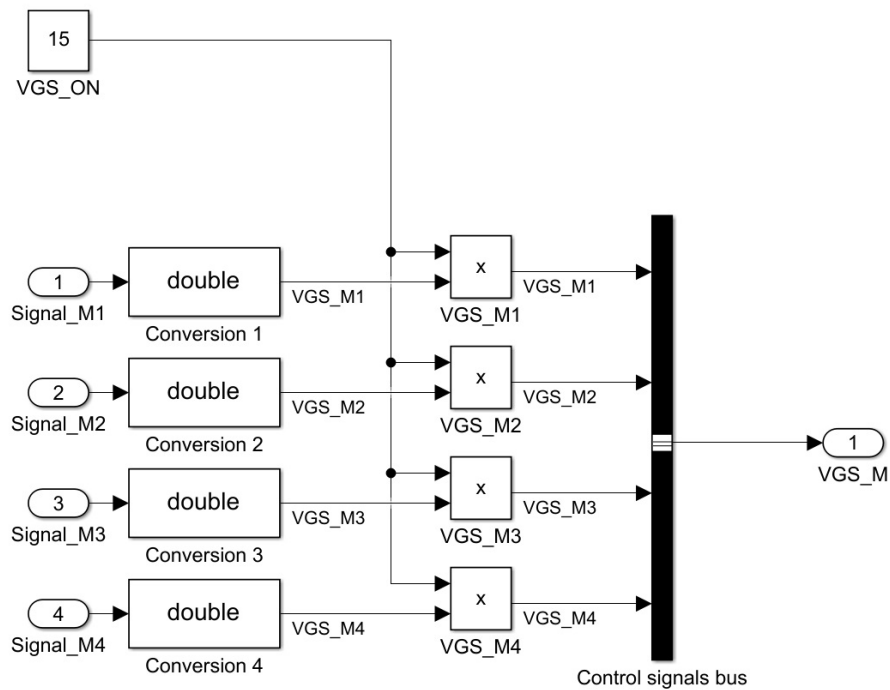 15
VGS_ON
1
Signal_M1
double
Conversion 1
VGS_M1
x
VGS_M1
VGS_M1
2
Signal_M2
double
Conversion 2
VGS_M2
x
VGS_M2
VGS_M2
3
Signal_M3
double
Conversion 3
VGS_M3
x
VGS_M3
VGS_M3
4
Signal_M4
double
Conversion 4
VGS_M4
x
VGS_M4
VGS_M4
Control signals bus
1
VGS_M